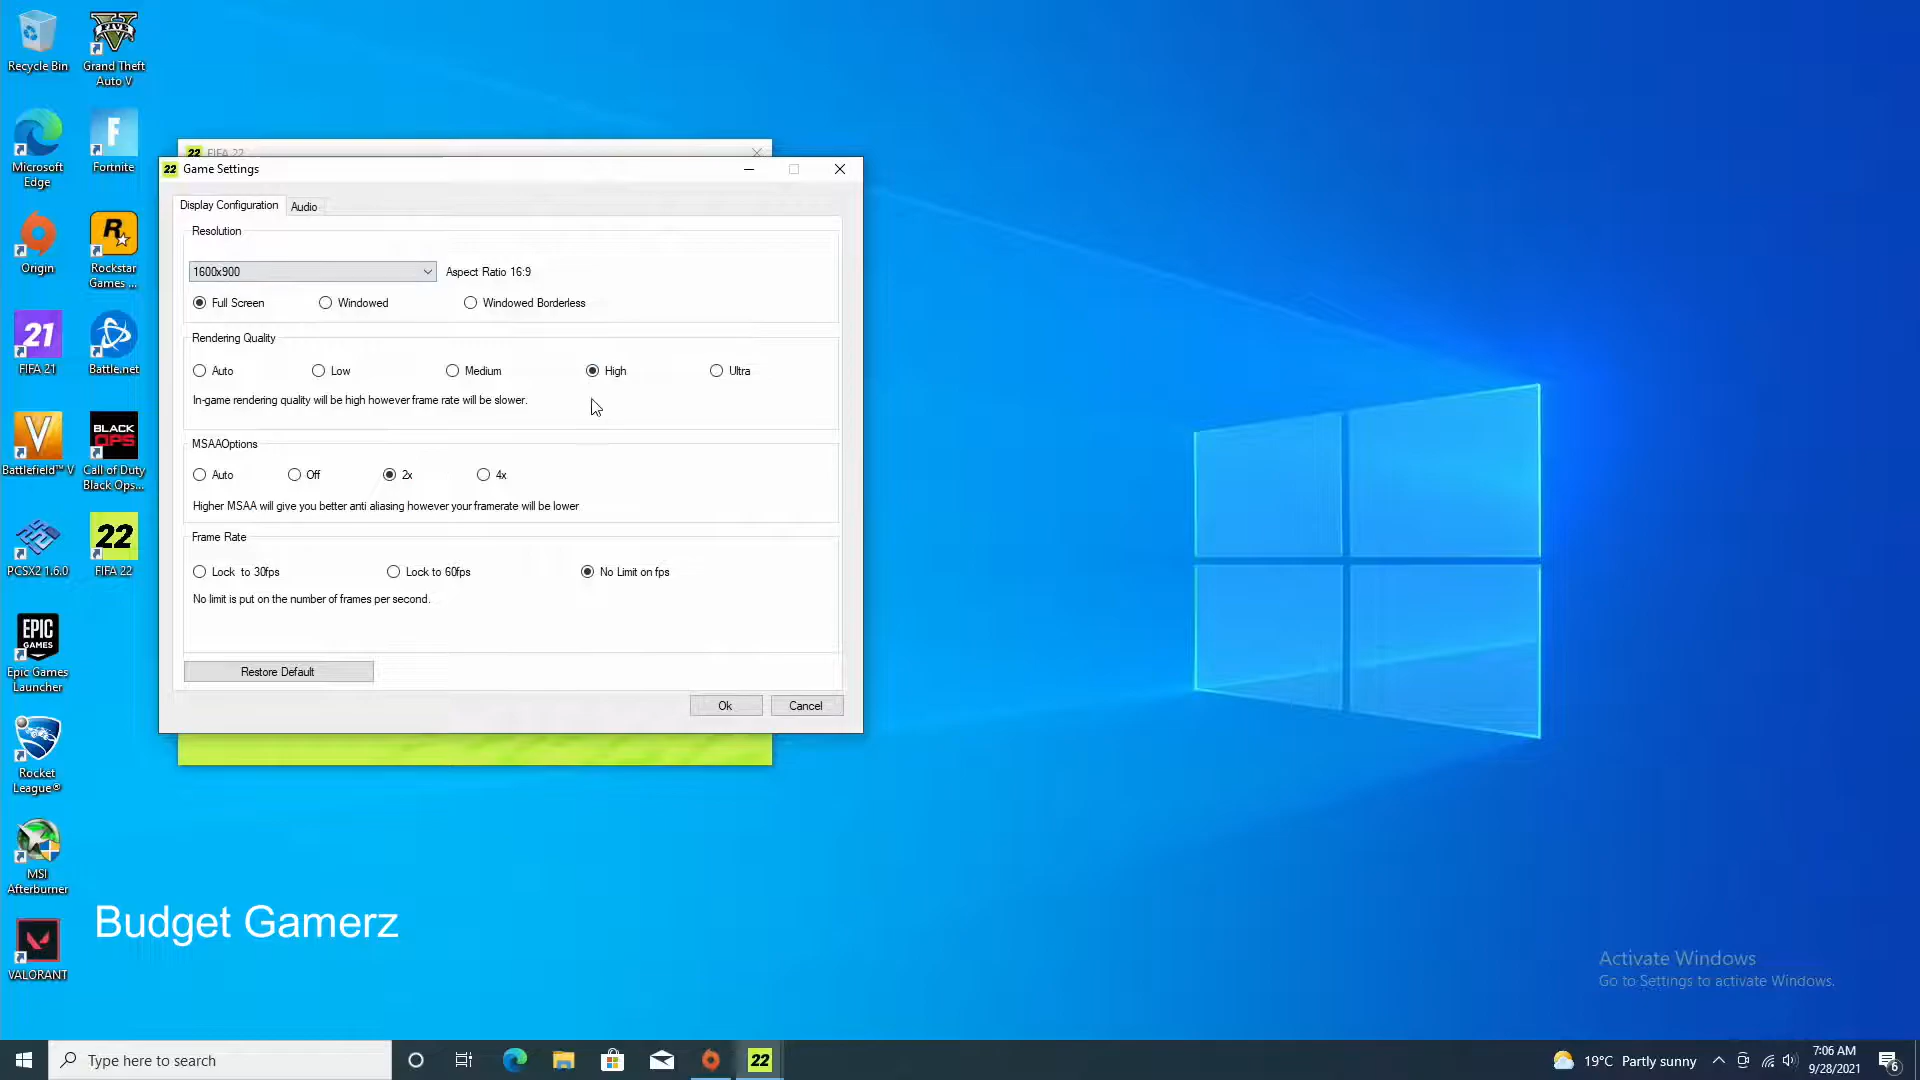 Recycle Bin
Grand Theft
Auto V
Microsoft
Edge
F
Fortnite
Origin
R
Rockstar
Games ...
21
FIFA 21
Battle.net
V
Battlefield™ V
BLACK
OPS
Call of Duty
Black Ops...
PCSX2 1.6.0
22
FIFA 22
EPIC
GAMES
Epic Games
Launcher
Rocket
League®
MSI
Afterburner
VALORANT
22 FIFA 22
22 Game Settings
Display Configuration
Audio
Resolution
1600x900
Aspect Ratio 16:9
Full Screen
Windowed
Windowed Borderless
Rendering Quality
Auto
Low
Medium
High
Ultra
In-game rendering quality will be high however frame rate will be slower.
MSAAOptions
Auto
Off
2x
4x
Higher MSAA will give you better anti aliasing however your framerate will be lower
Frame Rate
Lock to 30fps
Lock to 60fps
No Limit on fps
No limit is put on the number of frames per second.
Restore Default
Ok
Cancel
Budget Gamerz
Activate Windows
Go to Settings to activate Windows.
Type here to search
22
19°C Partly sunny
7:06 AM
9/28/2021
6